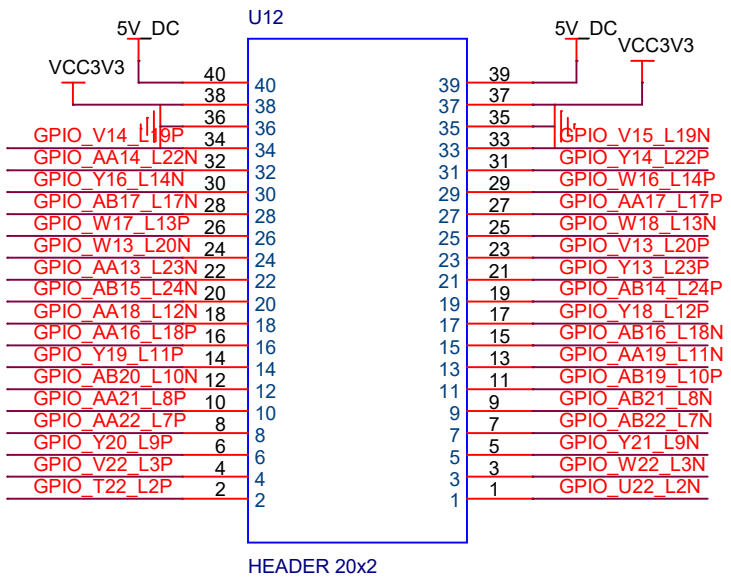 U12
5V_DC 5V_DC
VCC3V3 VCC3V3
40 40 39 39
38 38 37 37
36 36 35 35
GPIO_V14_L19P 34 34 33 33 GPIO_V15_L19N
GPIO_AA14_L22N 32 32 31 31 GPIO_Y14_L22P
GPIO_Y16_L14N 30 30 29 29 GPIO_W16_L14P
GPIO_AB17_L17N 28 28 27 27 GPIO_AA17_L17P
GPIO_W17_L13P 26 26 25 25 GPIO_W18_L13N
GPIO_W13_L20N 24 24 23 23 GPIO_V13_L20P
GPIO_AA13_L23N 22 22 21 21 GPIO_Y13_L23P
GPIO_AB15_L24N 20 20 19 19 GPIO_AB14_L24P
GPIO_AA18_L12N 18 18 17 17 GPIO_Y18_L12P
GPIO_AA16_L18P 16 16 15 15 GPIO_AB16_L18N
GPIO_Y19_L11P 14 14 13 13 GPIO_AA19_L11N
GPIO_AB20_L10N 12 12 11 11 GPIO_AB19_L10P
GPIO_AA21_L8P 10 10 9 9 GPIO_AB21_L8N
GPIO_AA22_L7P 8 8 7 7 GPIO_AB22_L7N
GPIO_Y20_L9P 6 6 5 5 GPIO_Y21_L9N
GPIO_V22_L3P 4 4 3 3 GPIO_W22_L3N
GPIO_T22_L2P 2 2 1 1 GPIO_U22_L2N
HEADER 20x2